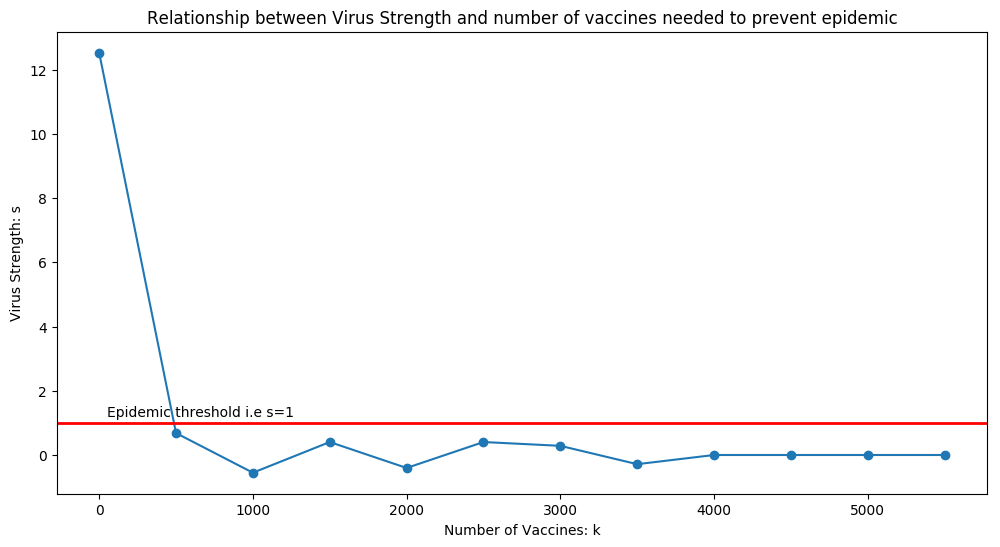 Relationship between Virus Strength and number of vaccines needed to prevent epidemic
12
10
8
6
4
2
0
Virus Strength: s
Epidemic threshold i.e s=1
0 1000 2000 3000 4000 5000
Number of Vaccines: k